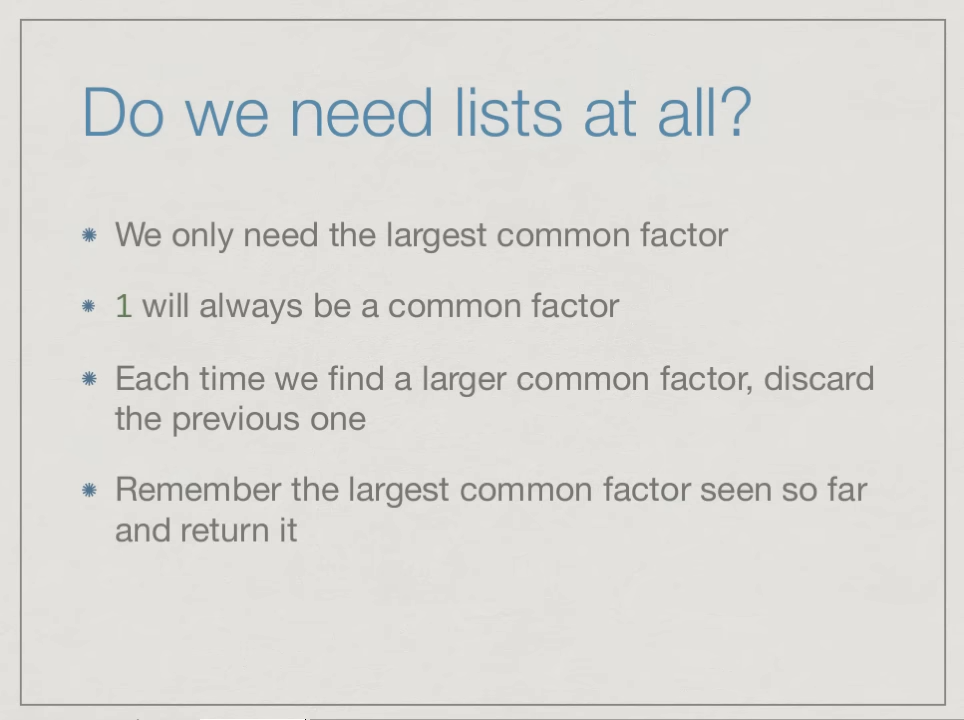 Do we need lists at all?
We only need the largest common factor
1 will always be a common factor
Each time we find a larger common factor, discard
the previous one
Remember the largest common factor seen so far
and return it